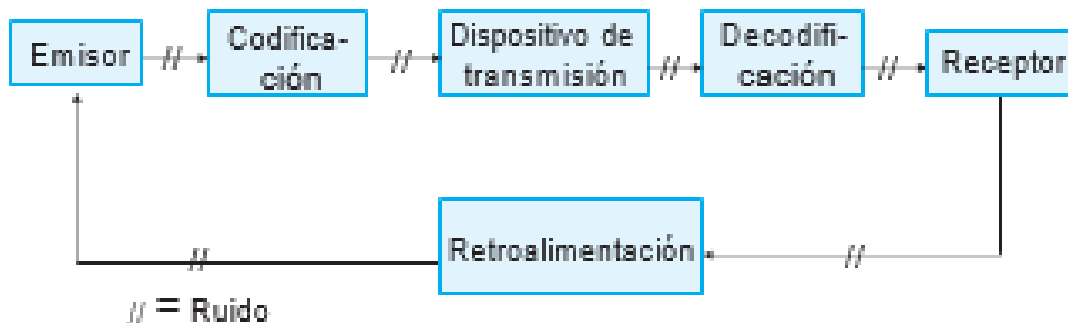 Emisor
Codifica-
ción
Dispositivo de
transmisión
Decodifi-
cación
Receptor
Retroalimentación
// = Ruido